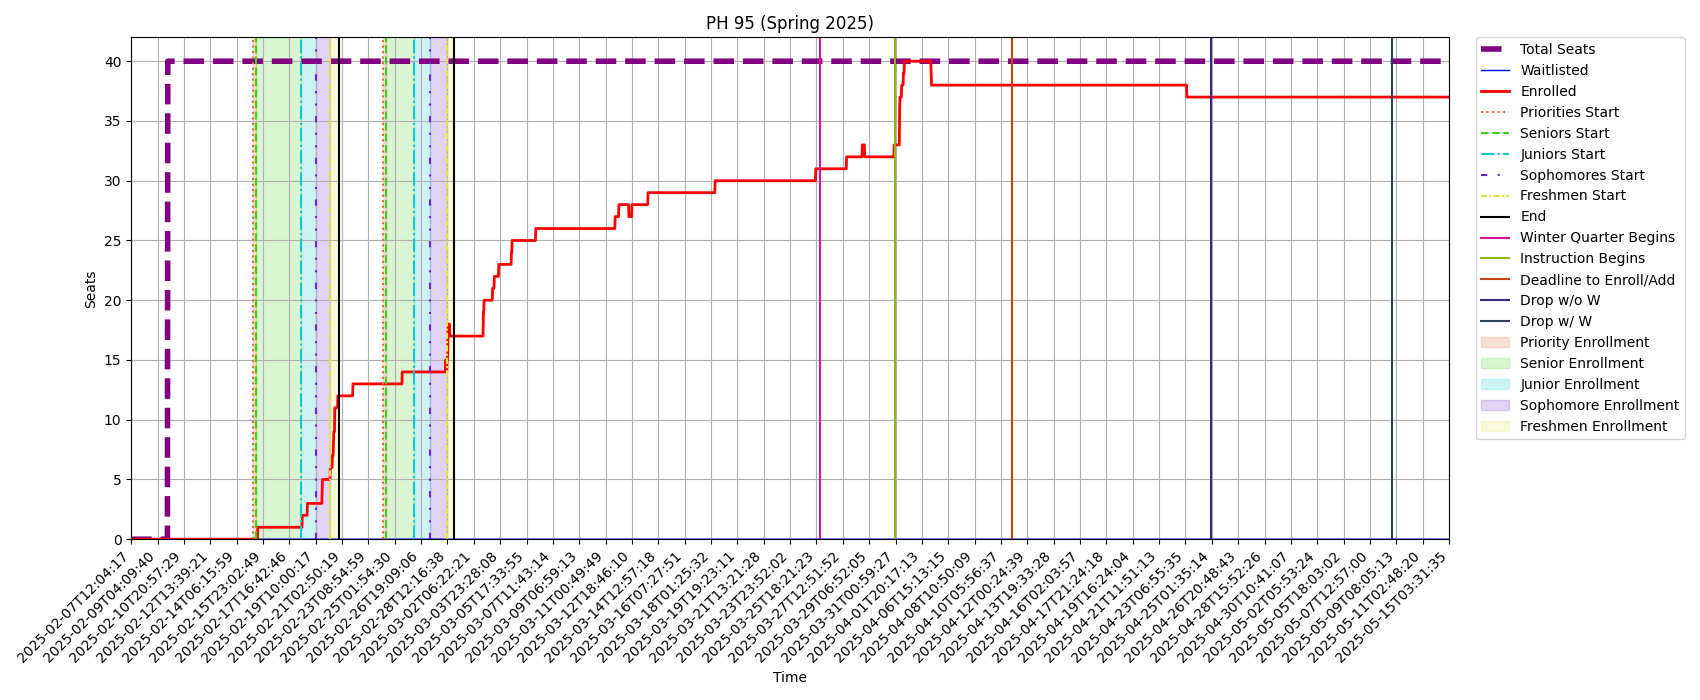 PH 95 (Spring 2025)
Seats
40
35
30
25
20
15
10
5
0
2025-02-07T12:04:17
2025-02-09T04:09:40
2025-02-10T20:57:29
2025-02-12T13:39:21
2025-02-14T06:15:59
2025-02-15T23:02:49
2025-02-17T16:42:46
2025-02-19T10:00:17
2025-02-21T02:50:19
2025-02-23T08:54:59
2025-02-25T01:54:30
2025-02-26T19:09:06
2025-02-28T12:16:38
2025-03-02T06:22:21
2025-03-03T23:28:08
2025-03-05T17:33:55
2025-03-07T11:43:14
2025-03-09T06:59:13
2025-03-11T00:49:49
2025-03-12T18:46:10
2025-03-14T12:57:18
2025-03-16T07:27:51
2025-03-18T01:25:32
2025-03-19T19:23:11
2025-03-21T13:21:28
2025-03-23T23:52:02
2025-03-25T18:21:23
2025-03-27T12:51:52
2025-03-29T06:52:05
2025-03-31T00:59:27
2025-04-01T20:17:13
2025-04-06T15:13:15
2025-04-08T10:50:09
2025-04-10T05:56:37
2025-04-12T00:24:39
2025-04-13T19:33:28
2025-04-16T02:03:57
2025-04-17T21:24:18
2025-04-19T16:24:04
2025-04-21T11:51:13
2025-04-23T06:55:35
2025-04-25T01:35:14
2025-04-26T20:48:43
2025-04-28T15:52:26
2025-04-30T10:41:07
2025-05-02T05:53:24
2025-05-05T18:03:02
2025-05-07T12:57:00
2025-05-09T08:05:13
2025-05-11T02:48:20
2025-05-15T03:31:35
Time
Total Seats
Waitlisted
Enrolled
Priorities Start
Seniors Start
Juniors Start
Sophomores Start
Freshmen Start
End
Winter Quarter Begins
Instruction Begins
Deadline to Enroll/Add
Drop w/o W
Drop w/ W
Priority Enrollment
Senior Enrollment
Junior Enrollment
Sophomore Enrollment
Freshmen Enrollment